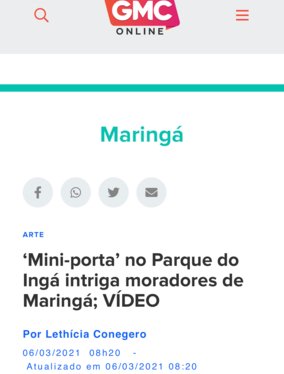 GMC
ONLINE
Maringá
ARTE
‘Mini-porta’ no Parque do
Ingá intriga moradores de
Maringá; VÍDEO
Por Lethícia Conegero
06/03/2021 08h20 -
Atualizado em 06/03/2021 08:20